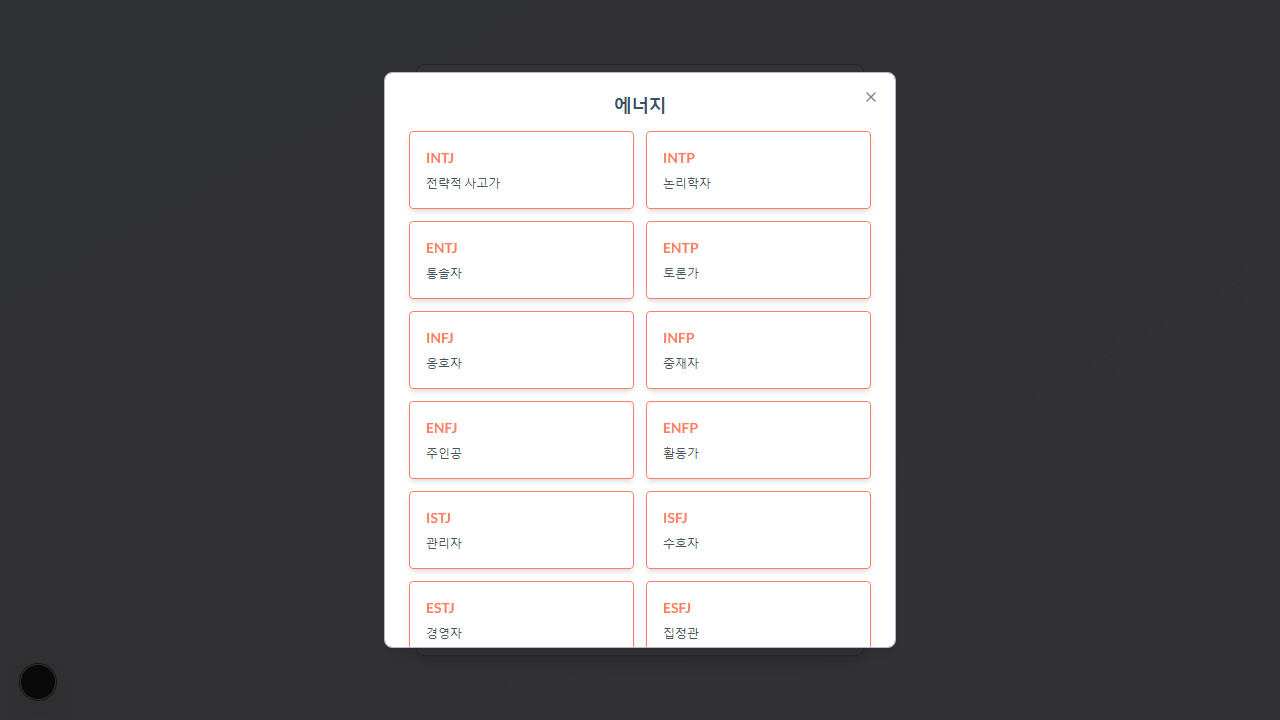 에너지
INTJ
전략적 사고가
INTP
논리학자
ENTJ
통솔자
ENTP
토론가
INFJ
옹호자
INFP
중재자
ENFJ
주인공
ENFP
활동가
ISTJ
관리자
ISFJ
수호자
ESTJ
경영자
ESFJ
집정관